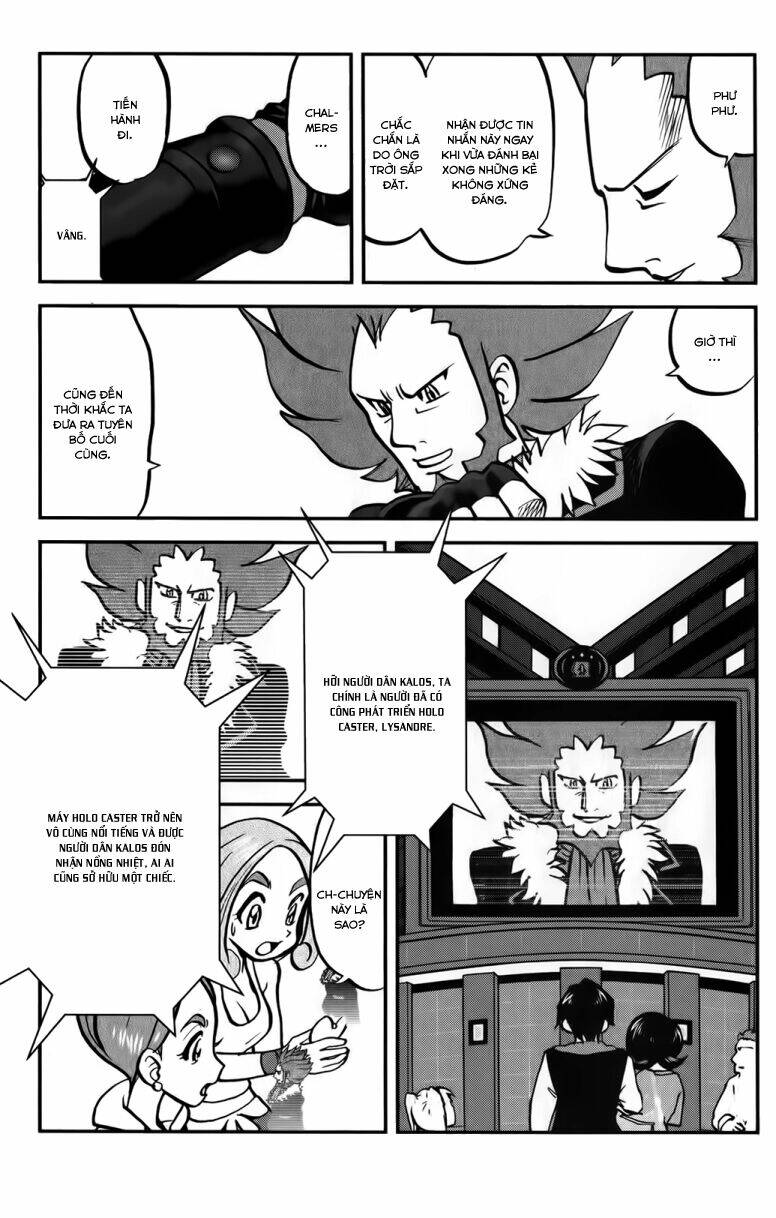 PHƯ
PHƯ.
NHẬN ĐƯỢC TIN
NHẮN NÀY NGAY
KHI VỪA ĐÁNH BẠI
XONG NHỮNG KẺ
KHÔNG XỨNG
ĐÁNG.
CHẮC
CHẮN LÀ
DO ÔNG
TRỜI SẮP
ĐẶT.
CHAL-
MERS
...
TIẾN
HÀNH
ĐI.
VÂNG.
GIỜ THÌ
...
CŨNG ĐẾN
THỜI KHẮC TA
ĐƯA RA TUYÊN
BỐ CUỐI
CÙNG.
HỠI NGƯỜI DÂN KALOS, TA
CHÍNH LÀ NGƯỜI ĐÃ CÓ
CÔNG PHÁT TRIỂN HOLO
CASTER, LYSANDRE.
MÁY HOLO CASTER TRỞ NÊN
VÔ CÙNG NỔI TIẾNG VÀ ĐƯỢC
NGƯỜI DÂN KALOS ĐÓN
NHẬN NỒNG NHIỆT, AI AI
CŨNG SỞ HỮU MỘT CHIẾC.
CH-CHUYỆN
NÀY LÀ
SAO?